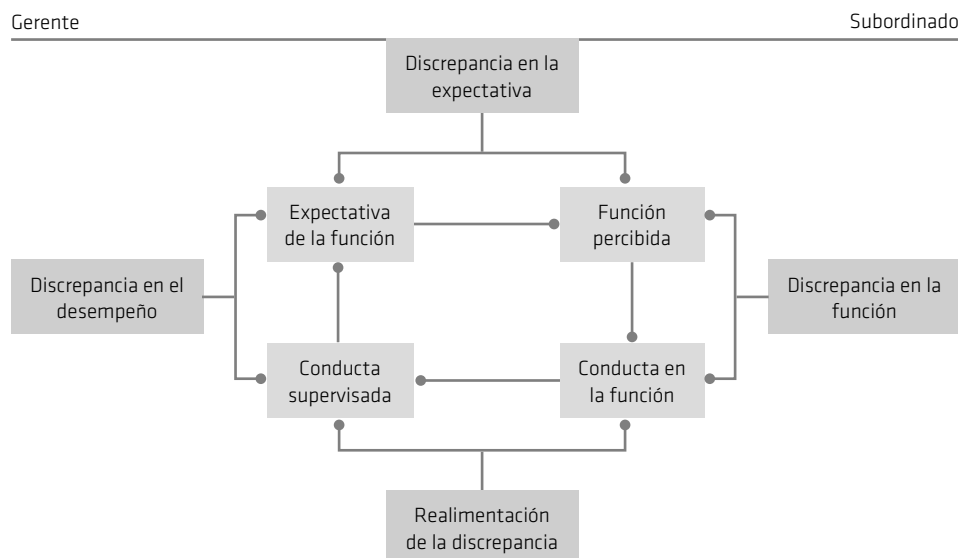 Gerente
Subordinado
Discrepancia en la
expectativa
Expectativa
de la función
Función
percibida
Discrepancia en el
desempeño
Discrepancia en la
función
Conducta
supervisada
Conducta en
la función
Realimentación
de la discrepancia